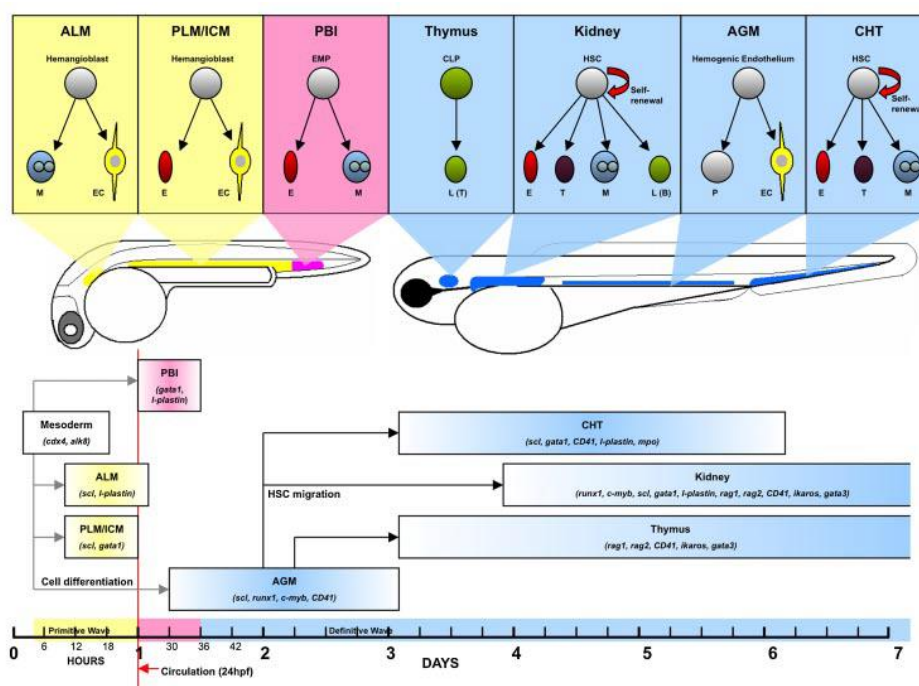 ALM
PLM/ICM
PBI
Thymus
Kidney
AGM
CHT
Hemangioblast
Hemangioblast
EMP
CLP
HSC
Hemogenic Endothelium
HSC
Self-
renewal
Self-
renewal
M
EC
E
EC
E
M
L (T)
E
T
M
L (B)
P
EC
E
T
M
PBI
(gata1,
l-plastin)
Mesoderm
(cdx4, alk8)
CHT
(scl, gata1, CD41, l-plastin, mpo)
ALM
(scl, l-plastin)
HSC migration
Kidney
(runx1, c-myb, scl, gata1, l-plastin, rag1, rag2, CD41, ikaros, gata3)
PLM/ICM
(scl, gata1)
Thymus
(rag1, rag2, CD41, ikaros, gata3)
Cell differentiation
AGM
(scl, runx1, c-myb, CD41)
Primitive Wave
Definitive Wave
0 6 12 18 1 30 36 42 2 3 4 5 6 7
HOURS
DAYS
Circulation (24hpf)